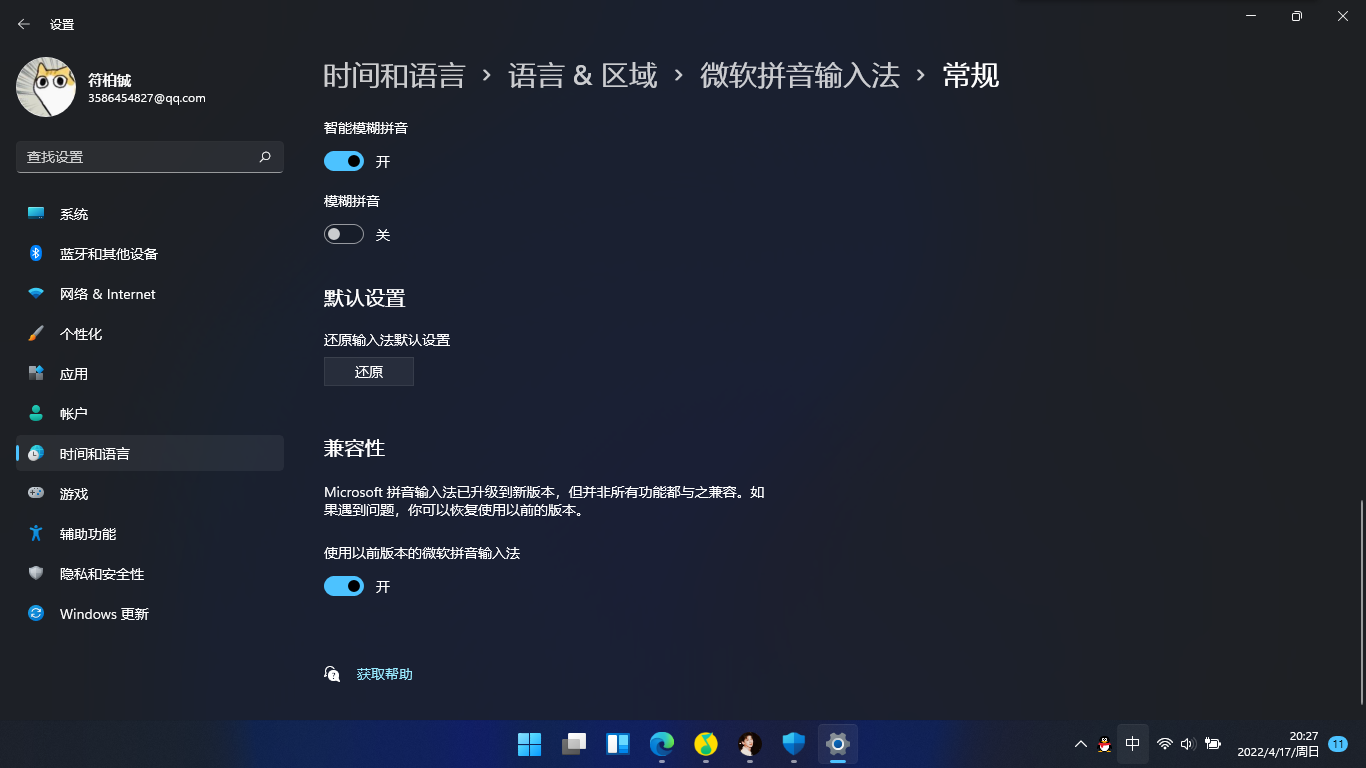 设置
符柏铖
3586454827@qq.com
查找设置
系统
蓝牙和其他设备
网络 & Internet
个性化
应用
帐户
时间和语言
游戏
辅助功能
隐私和安全性
Windows 更新
时间和语言 › 语言 & 区域 › 微软拼音输入法 › 常规
智能模糊拼音
开
模糊拼音
关
默认设置
还原输入法默认设置
还原
兼容性
Microsoft 拼音输入法已升级到新版本，但并非所有功能都与之兼容。如
果遇到问题，你可以恢复使用以前的版本。
使用以前版本的微软拼音输入法
开
获取帮助
中
20:27
2022/4/17/周日
11